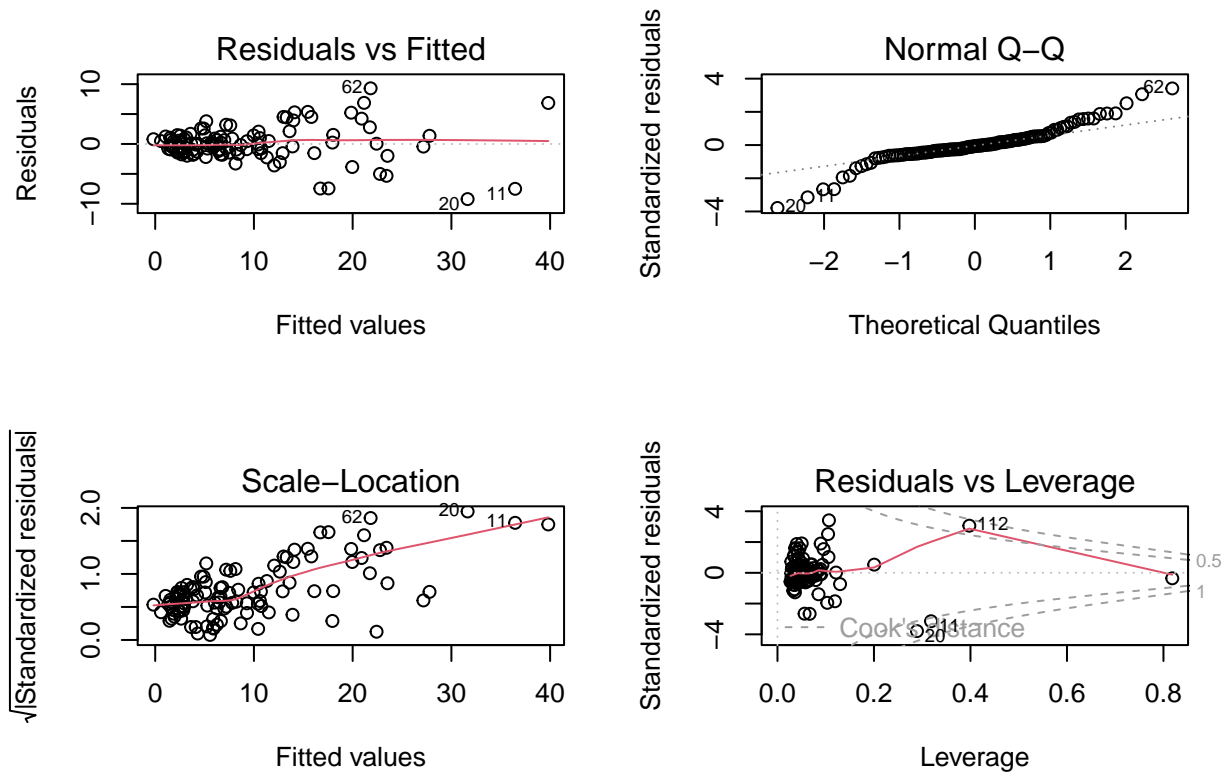 Residuals vs Fitted
Residuals
−10 0 10
62
20
11
0 10 20 30 40
Fitted values
Normal Q−Q
Standardized residuals
−4 0 4
62
20
11
−2 −1 0 1 2
Theoretical Quantiles
Scale−Location
√|Standardized residuals|
0.0 1.0 2.0
62
20
11
0 10 20 30 40
Fitted values
Residuals vs Leverage
Standardized residuals
−4 0 4
112
11
20
Cook's distance
0.5
1
0.0 0.2 0.4 0.6 0.8
Leverage